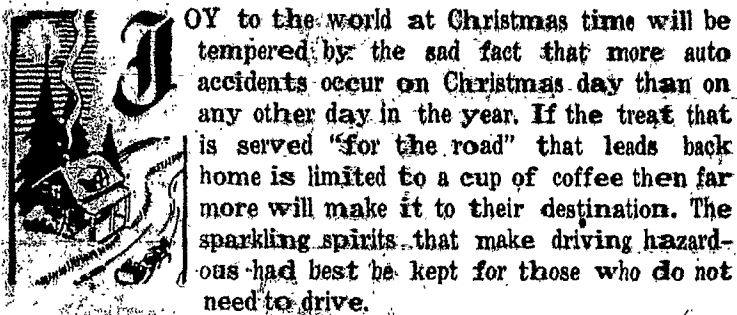 JOY to the world at Christmas time will be
tempered by the sad fact that more auto
accidents occur on Christmas day than on
any other day in the year. If the treat that
is served "for the road" that leads back
home is limited to a cup of coffee then far
more will make it to their destination. The
sparkling spirits that make driving hazard-
ous had best be kept for those who do not
need to drive.